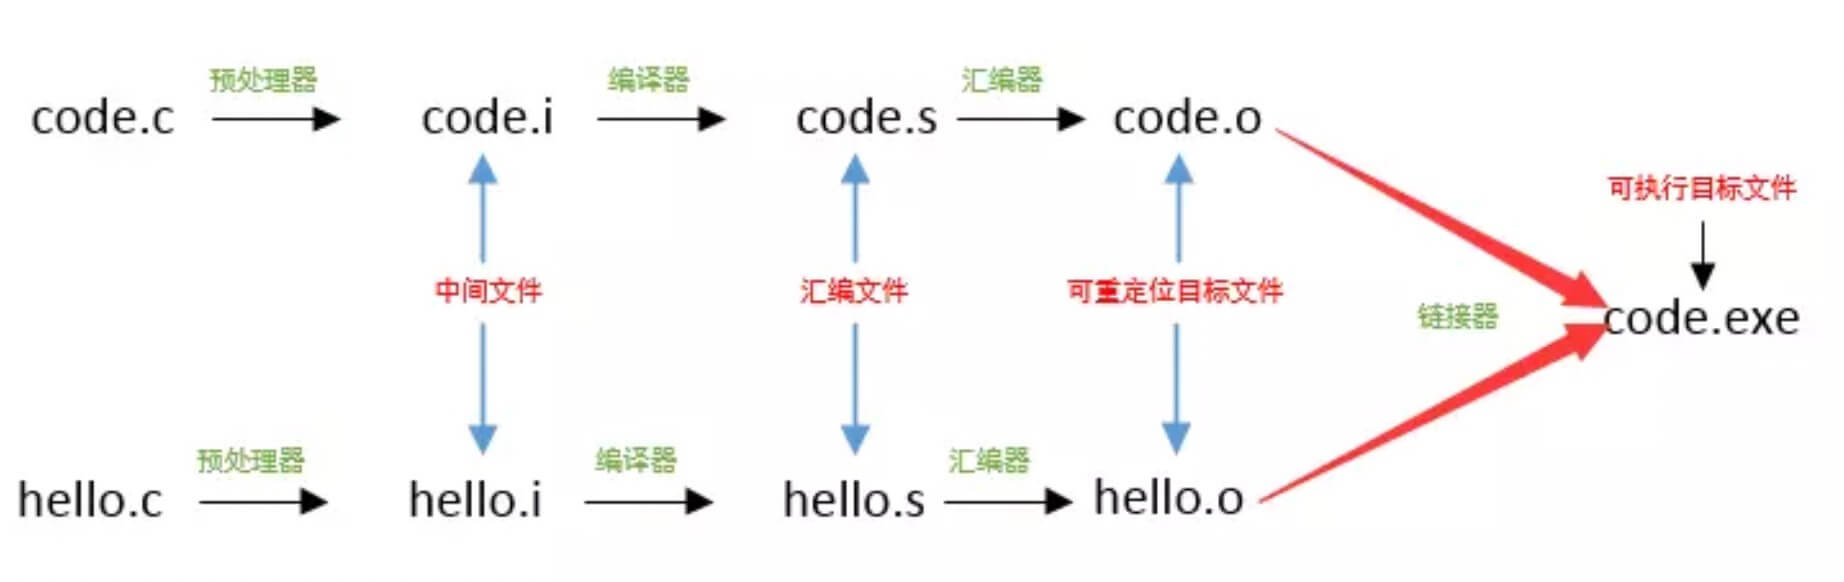 预处理器
编译器
汇编器
code.c
code.i
code.s
code.o
可执行目标文件
中间文件
汇编文件
可重定位目标文件
链接器
code.exe
预处理器
编译器
汇编器
hello.c
hello.i
hello.s
hello.o